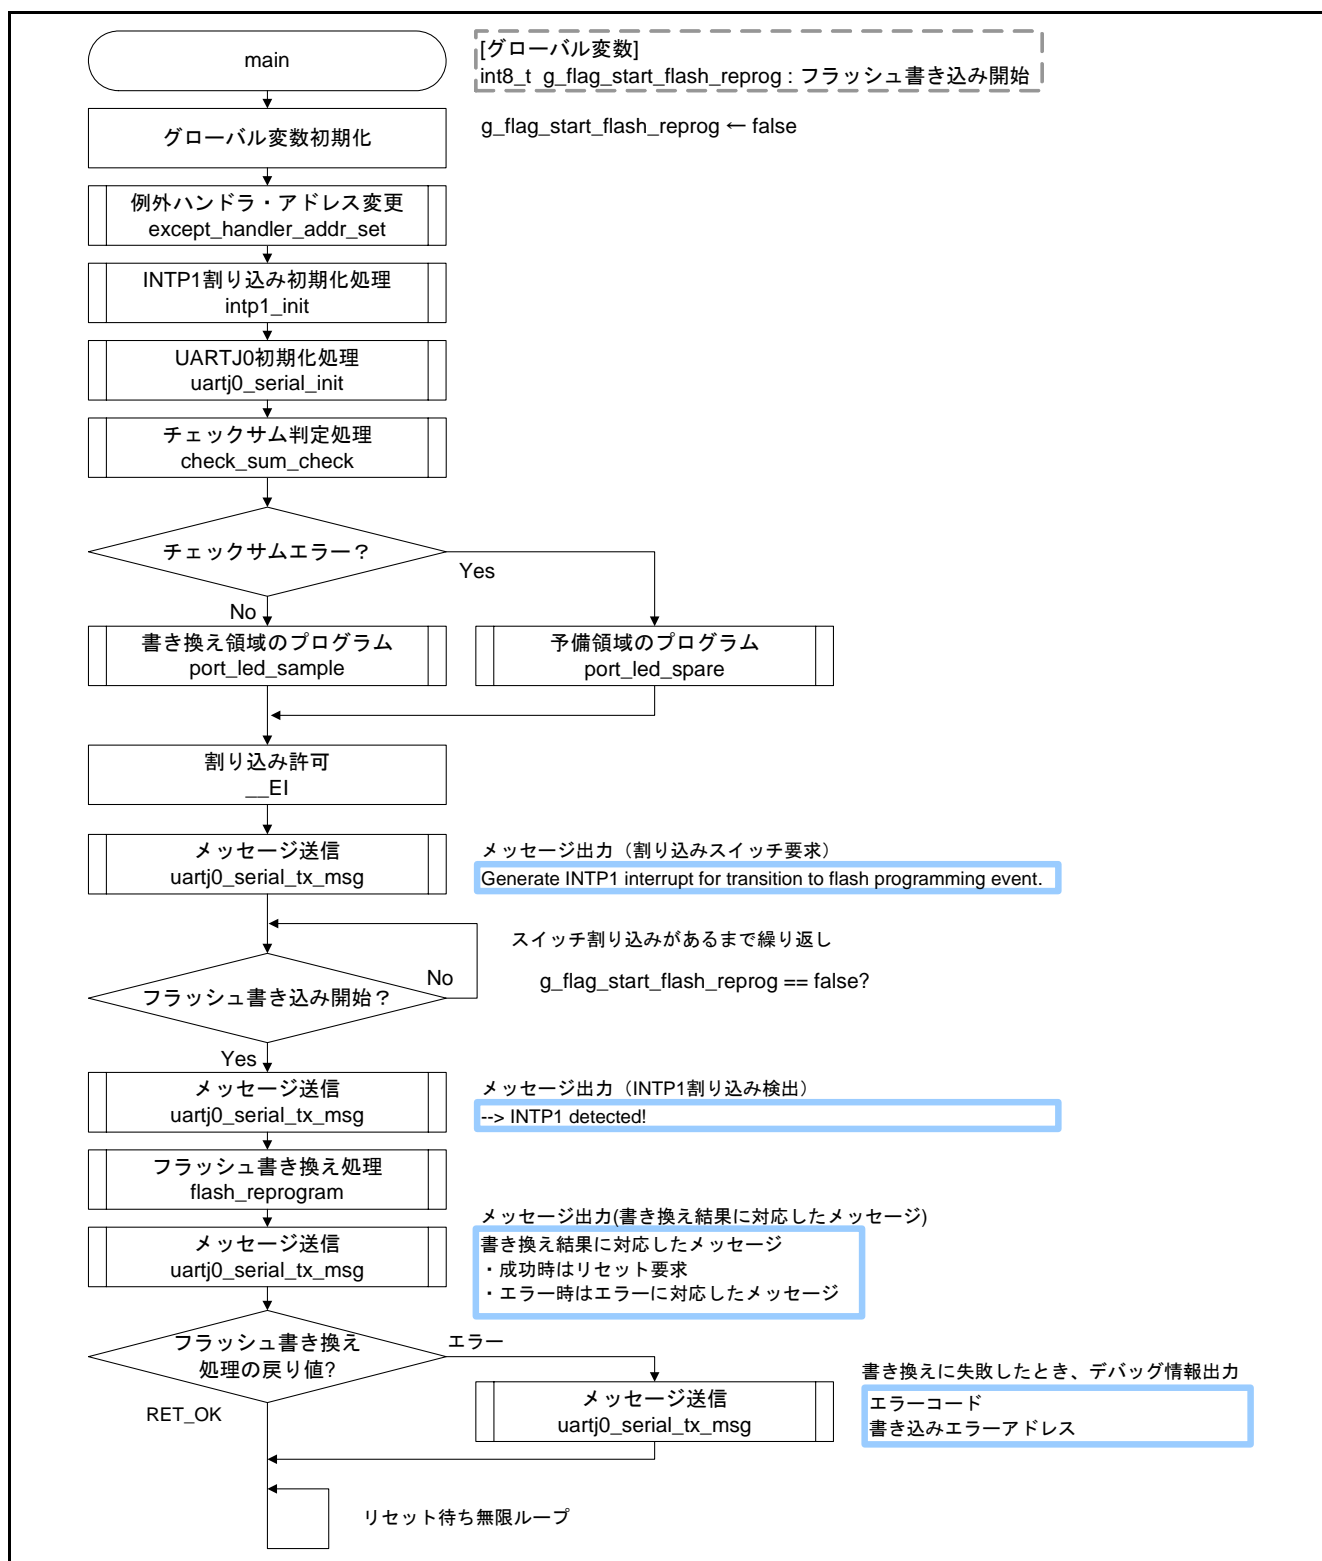 main
[グローバル変数]
int8_t g_flag_start_flash_reprog : フラッシュ書き込み開始
グローバル変数初期化
g_flag_start_flash_reprog ← false
例外ハンドラ・アドレス変更
except_handler_addr_set
INTP1割り込み初期化処理
intp1_init
UARTJ0初期化処理
uartj0_serial_init
チェックサム判定処理
check_sum_check
チェックサムエラー？
Yes
No
書き換え領域のプログラム
port_led_sample
予備領域のプログラム
port_led_spare
割り込み許可
__EI
メッセージ送信
uartj0_serial_tx_msg
メッセージ出力（割り込みスイッチ要求）
Generate INTP1 interrupt for transition to flash programming event.
スイッチ割り込みがあるまで繰り返し
フラッシュ書き込み開始？
No
g_flag_start_flash_reprog == false?
Yes
メッセージ送信
uartj0_serial_tx_msg
メッセージ出力（INTP1割り込み検出）
--> INTP1 detected!
フラッシュ書き換え処理
flash_reprogram
メッセージ送信
uartj0_serial_tx_msg
メッセージ出力(書き換え結果に対応したメッセージ)
書き換え結果に対応したメッセージ
・成功時はリセット要求
・エラー時はエラーに対応したメッセージ
フラッシュ書き換え
処理の戻り値?
エラー
RET_OK
メッセージ送信
uartj0_serial_tx_msg
書き換えに失敗したとき、デバッグ情報出力
エラーコード
書き込みエラーアドレス
リセット待ち無限ループ